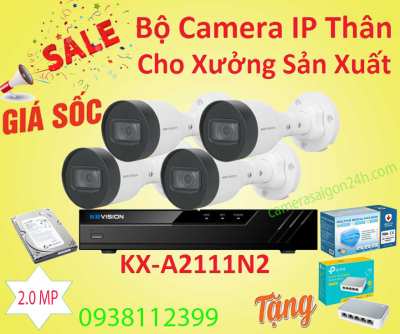 SALE
Bộ Camera IP Thân
Cho Xưởng Sản Xuất
GIÁ SỐC
camerasaigon24h.com
KBVISION
KX-A2111N2
2.0 MP
0938112399
Tặng